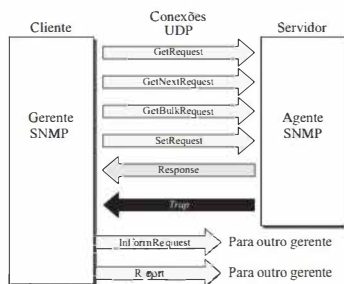 Cliente
Conexões
UDP
Servidor
GetRequest
GetNextRequest
GetBulkRequest
SetRequest
Response
Trap
Gerente
SNMP
Agente
SNMP
InformRequest
Para outro gerente
Report
Para outro gerente